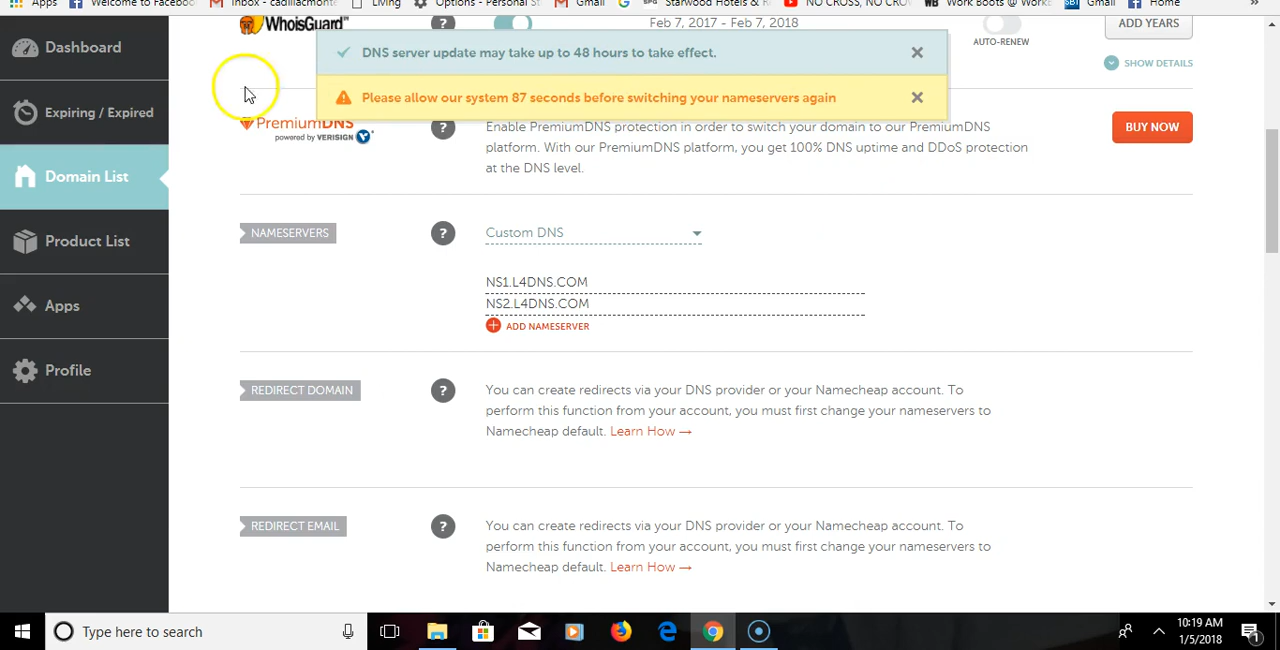 Apps Welcome to Facebook Inbox - cadillacmonte Living Options - Personal St Gmail Starwood Hotels & R NO CROSS, NO CROW WB Work Boots @ Work SBT Gmail Home »
WhoisGuard™ ? Feb 7, 2017 - Feb 7, 2018 AUTO-RENEW ADD YEARS
SHOW DETAILS
DNS server update may take up to 48 hours to take effect. ×
Please allow our system 87 seconds before switching your nameservers again ×
Dashboard
Expiring / Expired
Domain List
Product List
Apps
Profile
PremiumDNS
powered by VERISIGN
?
Enable PremiumDNS protection in order to switch your domain to our PremiumDNS
platform. With our PremiumDNS platform, you get 100% DNS uptime and DDoS protection
at the DNS level.
BUY NOW
NAMESERVERS ? Custom DNS
NS1.L4DNS.COM
NS2.L4DNS.COM
ADD NAMESERVER
REDIRECT DOMAIN ? You can create redirects via your DNS provider or your Namecheap account. To
perform this function from your account, you must first change your nameservers to
Namecheap default. Learn How →
REDIRECT EMAIL ? You can create redirects via your DNS provider or your Namecheap account. To
perform this function from your account, you must first change your nameservers to
Namecheap default. Learn How →
Type here to search
10:19 AM
1/5/2018
1